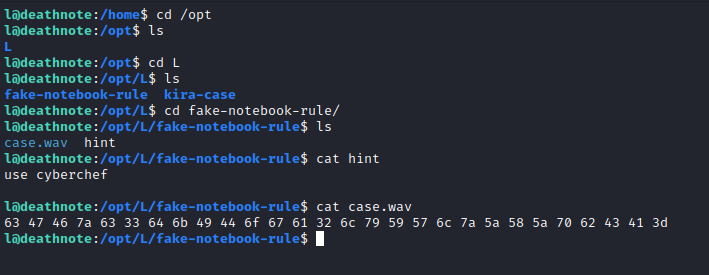 l@deathnote:/home$ cd /opt
l@deathnote:/opt$ ls
L
l@deathnote:/opt$ cd L
l@deathnote:/opt/L$ ls
fake-notebook-rule  kira-case
l@deathnote:/opt/L$ cd fake-notebook-rule/
l@deathnote:/opt/L/fake-notebook-rule$ ls
case.wav  hint
l@deathnote:/opt/L/fake-notebook-rule$ cat hint
use cyberchef
l@deathnote:/opt/L/fake-notebook-rule$ cat case.wav
63 47 46 7a 63 33 64 6b 49 44 6f 67 61 32 6c 79 59 57 6c 7a 5a 58 5a 70 62 43 41 3d
l@deathnote:/opt/L/fake-notebook-rule$